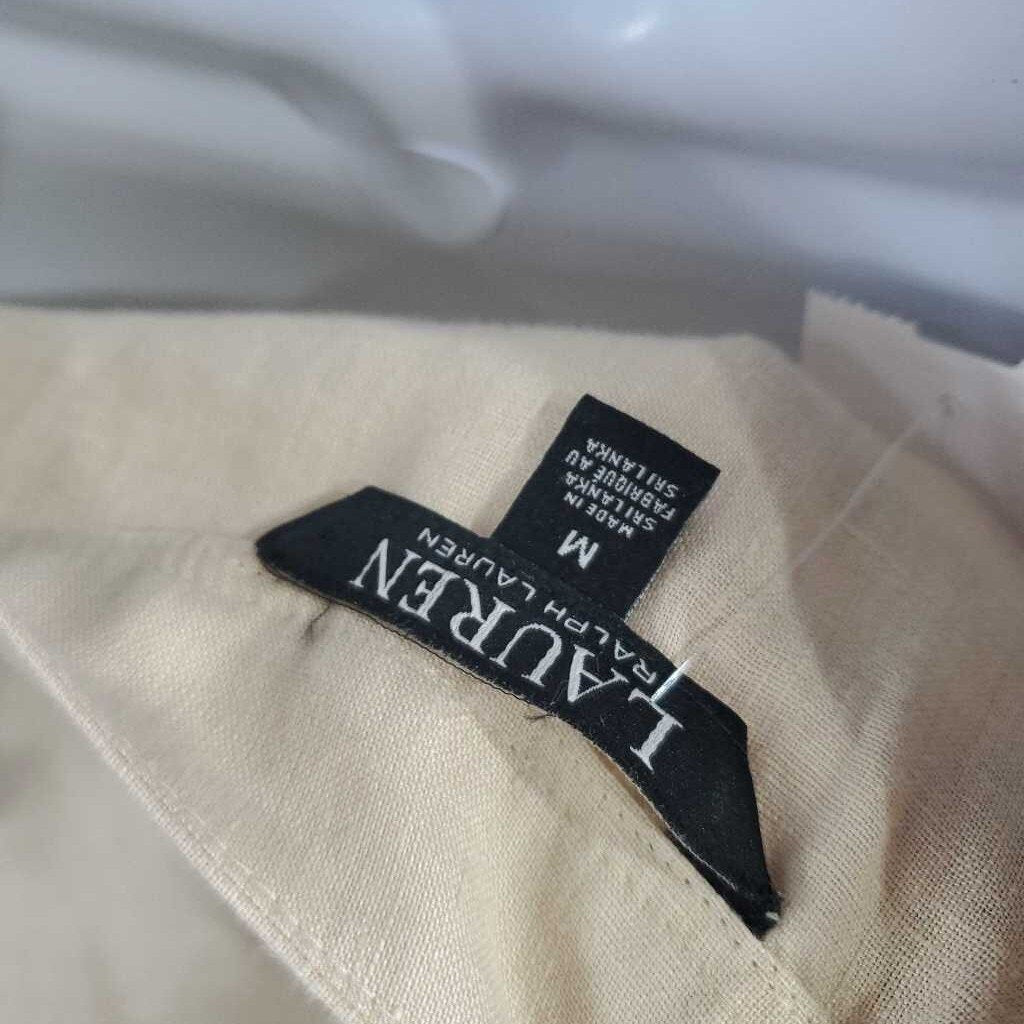 LAUREN
RALPH LAUREN
M
MADE IN
SRI LANKA
FABRIQUÉ AU
SRI LANKA